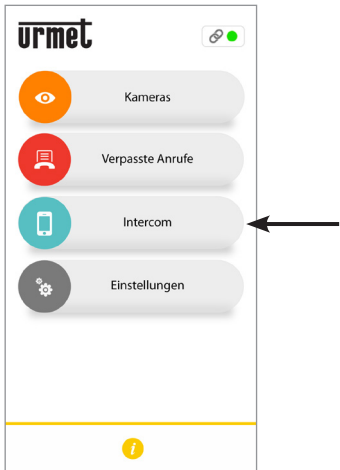 urmet
Kameras
Verpasste Anrufe
Intercom
Einstellungen
i